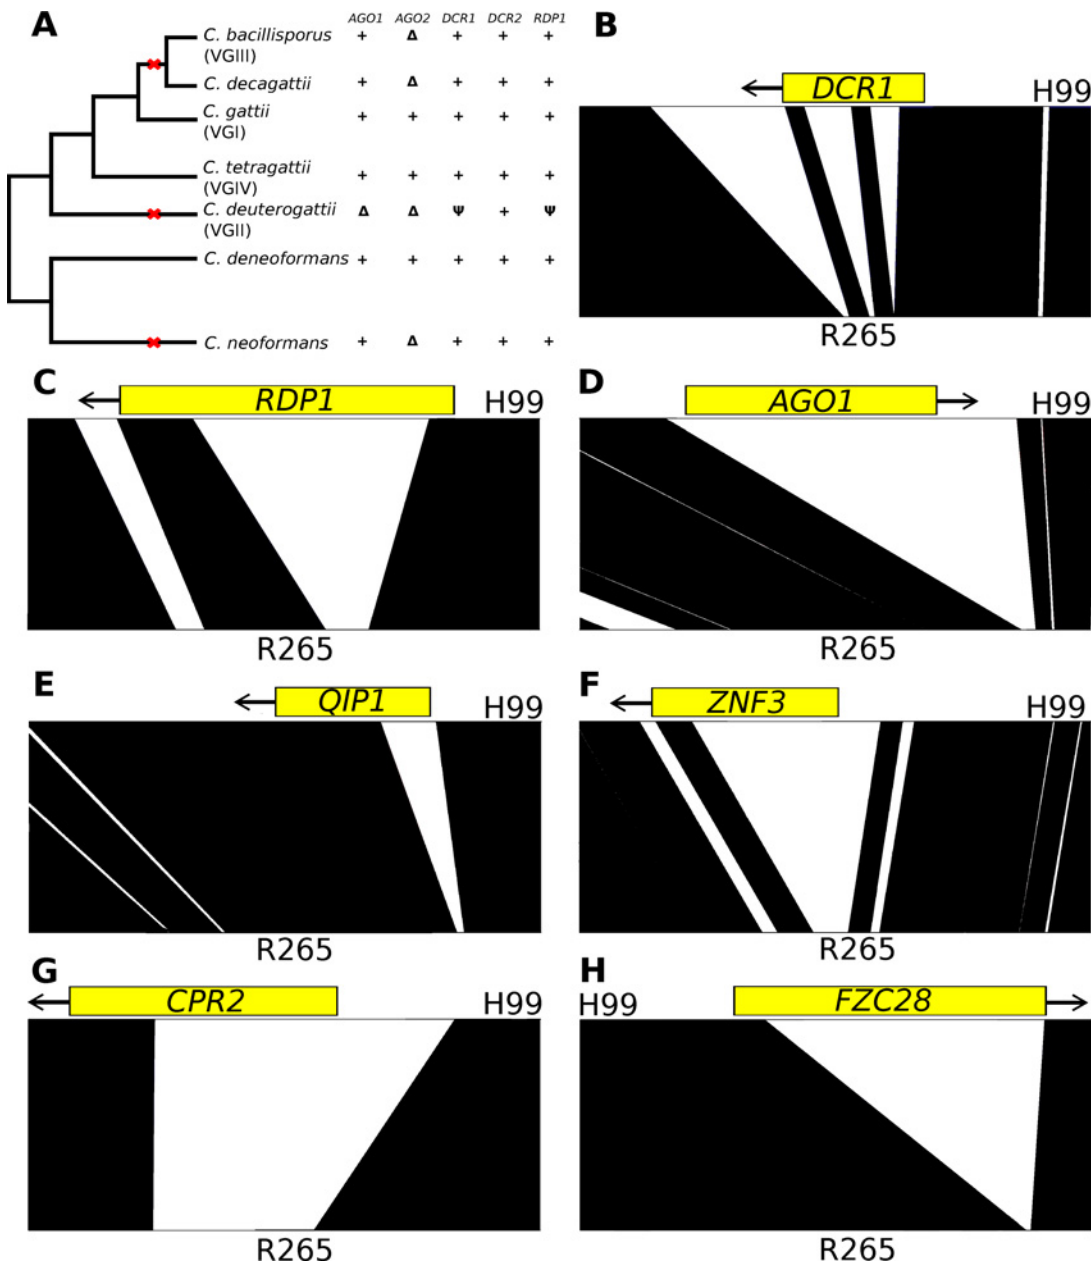 A
AGO1 AGO2 DCR1 DCR2 RDP1
C. bacillisporus + Δ + + +
(VGIII)
C. decagattii + Δ + + +
C. gattii + + + + +
(VGI)
C. tetragattii + + + + +
(VGIV)
C. deuterogattii Δ Δ Ψ + Ψ
(VGII)
C. deneoformans + + + + +
C. neoformans + Δ + + +
B
DCR1
H99
R265
C
RDP1
H99
R265
D
AGO1
H99
R265
E
QIP1
H99
R265
F
ZNF3
H99
R265
G
CPR2
H99
R265
H
H99
FZC28
R265